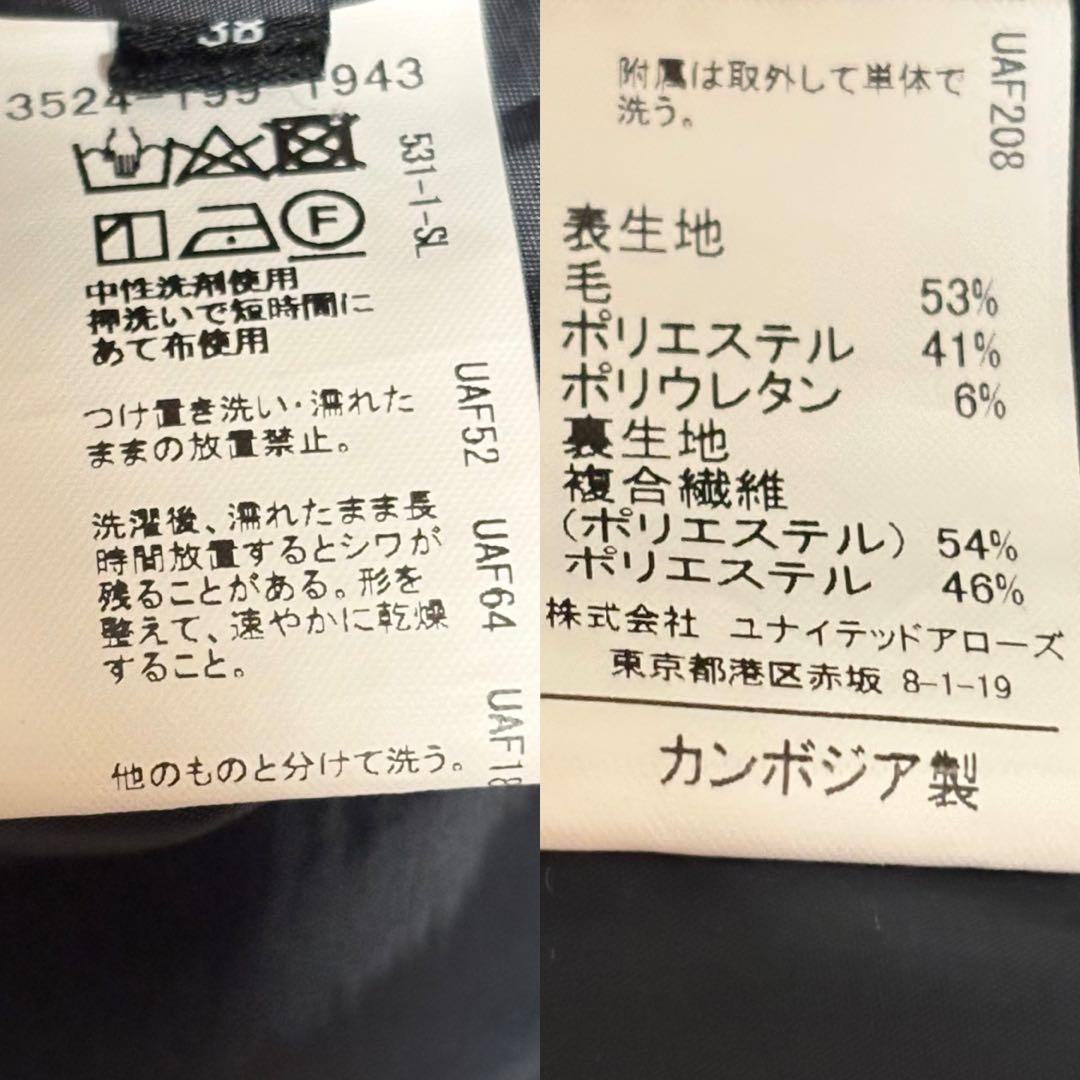 38
3524-199-1943
531-1-SL
F
中性洗剤使用
押洗いで短時間に
あて布使用
つけ置き洗い・濡れた
ままの放置禁止。
UAF52
洗濯後、濡れたまま長
時間放置するとシワが
残ることがある。形を
整えて、速やかに乾燥
すること。
UAF64
他のものと分けて洗う。
UAF18
附属は取外して単体で
洗う。
UAF208
表生地
毛 53%
ポリエステル 41%
ポリウレタン 6%
裏生地
複合繊維
(ポリエステル) 54%
ポリエステル 46%
株式会社 ユナイテッドアローズ
東京都港区赤坂 8-1-19
カンボジア製